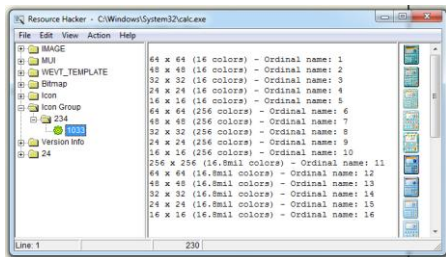 Resource Hacker - C:\Windows\System32\calc.exe
File Edit View Action Help
IMAGE
MUI
WEVT_TEMPLATE
Bitmap
Icon
Icon Group
234
1033
Version Info
24
64 x 64 (16 colors) - Ordinal name: 1
48 x 48 (16 colors) - Ordinal name: 2
32 x 32 (16 colors) - Ordinal name: 3
24 x 24 (16 colors) - Ordinal name: 4
16 x 16 (16 colors) - Ordinal name: 5
64 x 64 (256 colors) - Ordinal name: 6
48 x 48 (256 colors) - Ordinal name: 7
32 x 32 (256 colors) - Ordinal name: 8
24 x 24 (256 colors) - Ordinal name: 9
16 x 16 (256 colors) - Ordinal name: 10
256 x 256 (16.8mil colors) - Ordinal name: 11
64 x 64 (16.8mil colors) - Ordinal name: 12
48 x 48 (16.8mil colors) - Ordinal name: 13
32 x 32 (16.8mil colors) - Ordinal name: 14
24 x 24 (16.8mil colors) - Ordinal name: 15
16 x 16 (16.8mil colors) - Ordinal name: 16
Line: 1 230